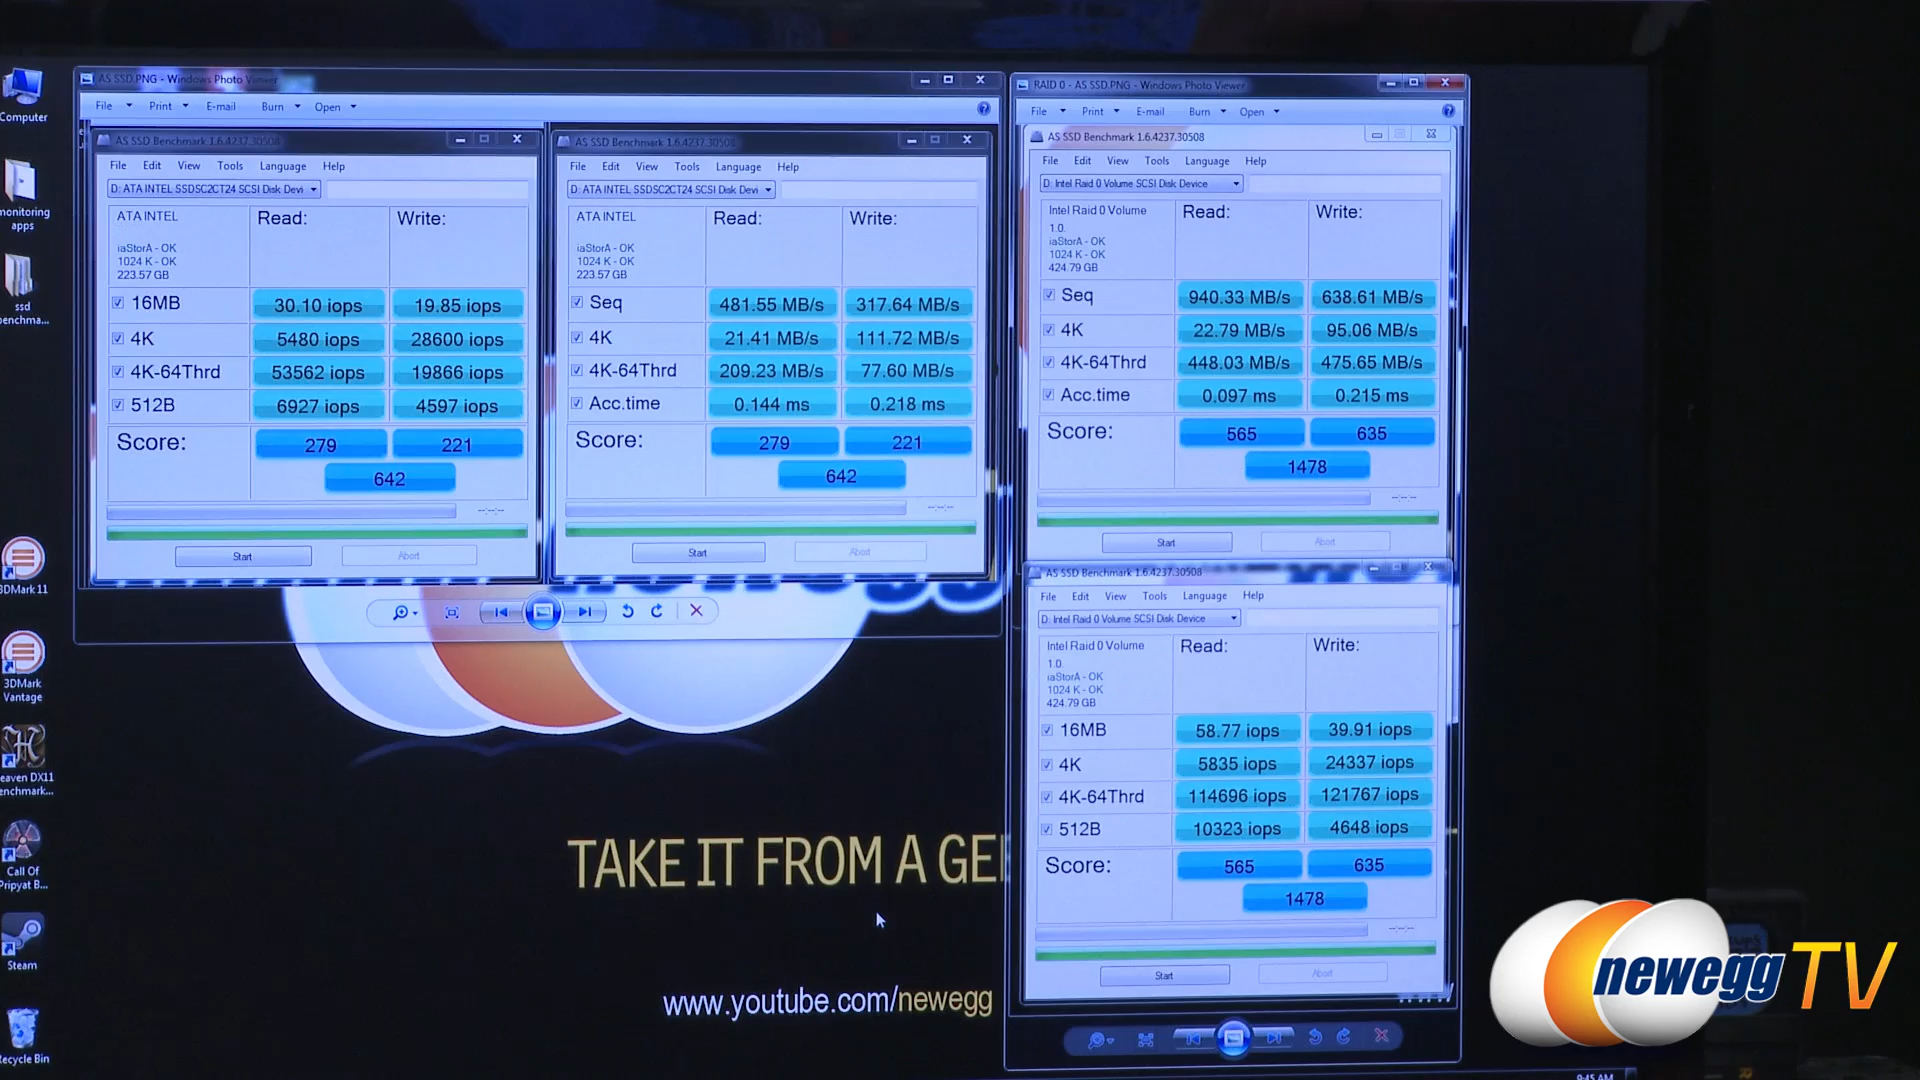 AS SSD.PNG - Windows Photo Viewer
File Print E-mail Burn Open
AS SSD Benchmark 1.6.4237.30508
File Edit View Tools Language Help
D: ATA INTEL SSDSC2CT24 SCSI Disk Devi
ATA INTEL Read: Write:
iaStorA - OK
1024 K - OK
223.57 GB
16MB 30.10 iops 19.85 iops
4K 5480 iops 28600 iops
4K-64Thrd 53562 iops 19866 iops
512B 6927 iops 4597 iops
Score: 279 221
642
--:--:--
Start Abort
AS SSD Benchmark 1.6.4237.30508
File Edit View Tools Language Help
D: ATA INTEL SSDSC2CT24 SCSI Disk Devi
ATA INTEL Read: Write:
iaStorA - OK
1024 K - OK
223.57 GB
Seq 481.55 MB/s 317.64 MB/s
4K 21.41 MB/s 111.72 MB/s
4K-64Thrd 209.23 MB/s 77.60 MB/s
Acc.time 0.144 ms 0.218 ms
Score: 279 221
642
--:--:--
Start Abort
RAID 0 - AS SSD.PNG - Windows Photo Viewer
File Print E-mail Burn Open
AS SSD Benchmark 1.6.4237.30508
File Edit View Tools Language Help
D: Intel Raid 0 Volume SCSI Disk Device
Intel Raid 0 Volume Read: Write:
1.0.
iaStorA - OK
1024 K - OK
424.79 GB
Seq 940.33 MB/s 638.61 MB/s
4K 22.79 MB/s 95.06 MB/s
4K-64Thrd 448.03 MB/s 475.65 MB/s
Acc.time 0.097 ms 0.215 ms
Score: 565 635
1478
--:--:--
Start Abort
AS SSD Benchmark 1.6.4237.30508
File Edit View Tools Language Help
D: Intel Raid 0 Volume SCSI Disk Device
Intel Raid 0 Volume Read: Write:
1.0.
iaStorA - OK
1024 K - OK
424.79 GB
16MB 58.77 iops 39.91 iops
4K 5835 iops 24337 iops
4K-64Thrd 114696 iops 121767 iops
512B 10323 iops 4648 iops
Score: 565 635
1478
--:--:--
Start Abort
Computer
monitoring
apps
ssd
benchma...
3DMark 11
3DMark
Vantage
eaven DX11
enchmark...
Call Of
Pripyat B...
Steam
Recycle Bin
TAKE IT FROM A GE
www.youtube.com/newegg
www
newegg TV
9:45 AM